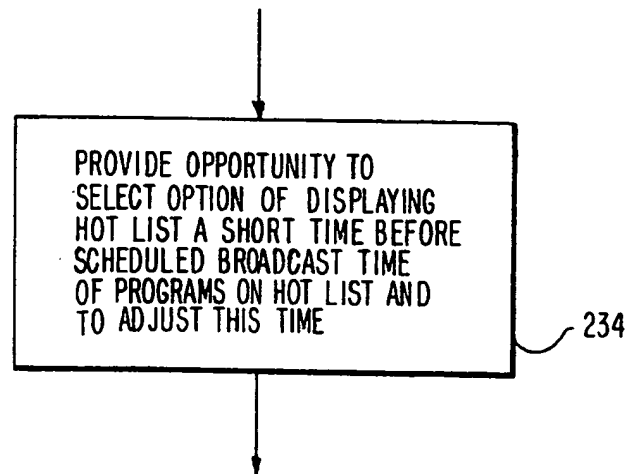 PROVIDE OPPORTUNITY TO
SELECT OPTION OF DISPLAYING
HOT LIST A SHORT TIME BEFORE
SCHEDULED BROADCAST TIME
OF PROGRAMS ON HOT LIST AND
TO ADJUST THIS TIME
234